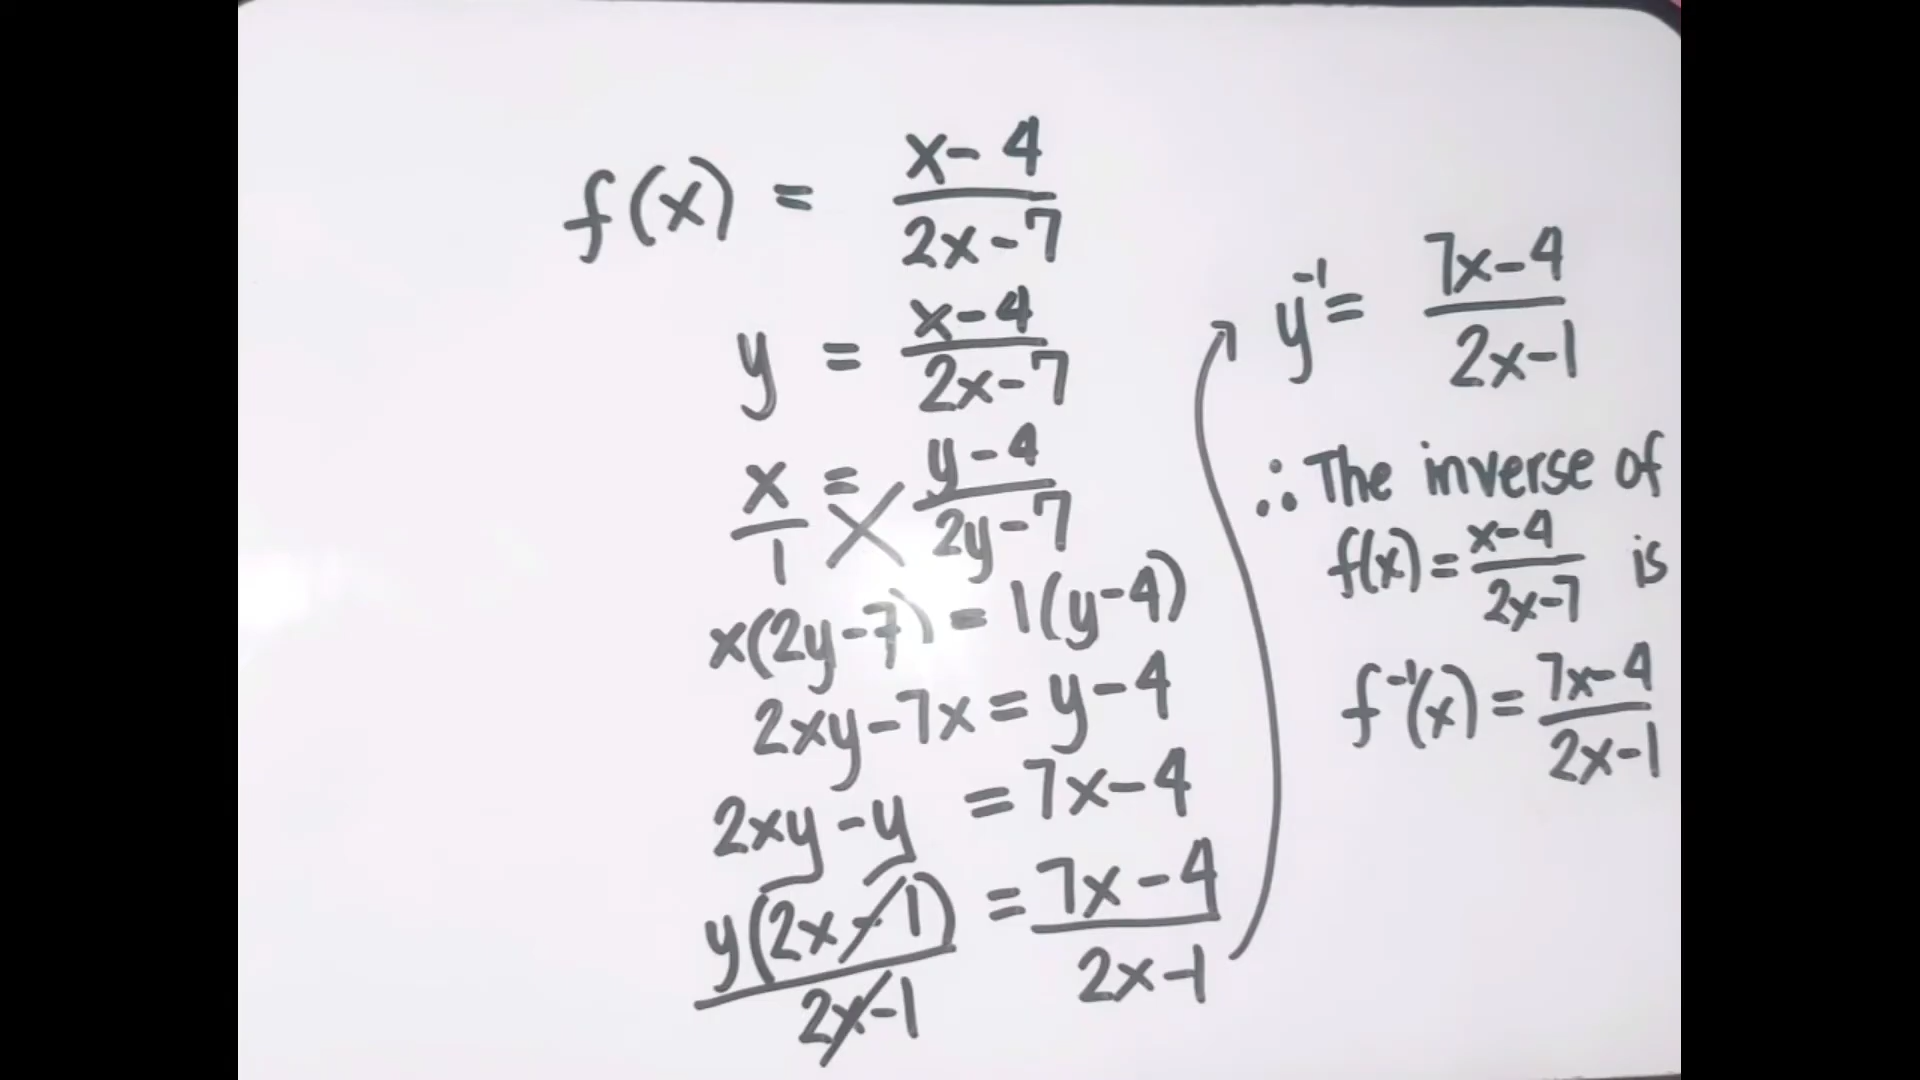 f(x) = x-4 / 2x-7
y = x-4 / 2x-7
x/1 = y-4 / 2y-7
x(2y-7) = 1(y-4)
2xy-7x = y-4
2xy-y = 7x-4
y(2x-1) / 2x-1 = 7x-4 / 2x-1
y⁻¹ = 7x-4 / 2x-1
∴ The inverse of
f(x) = x-4 / 2x-7 is
f⁻¹(x) = 7x-4 / 2x-1